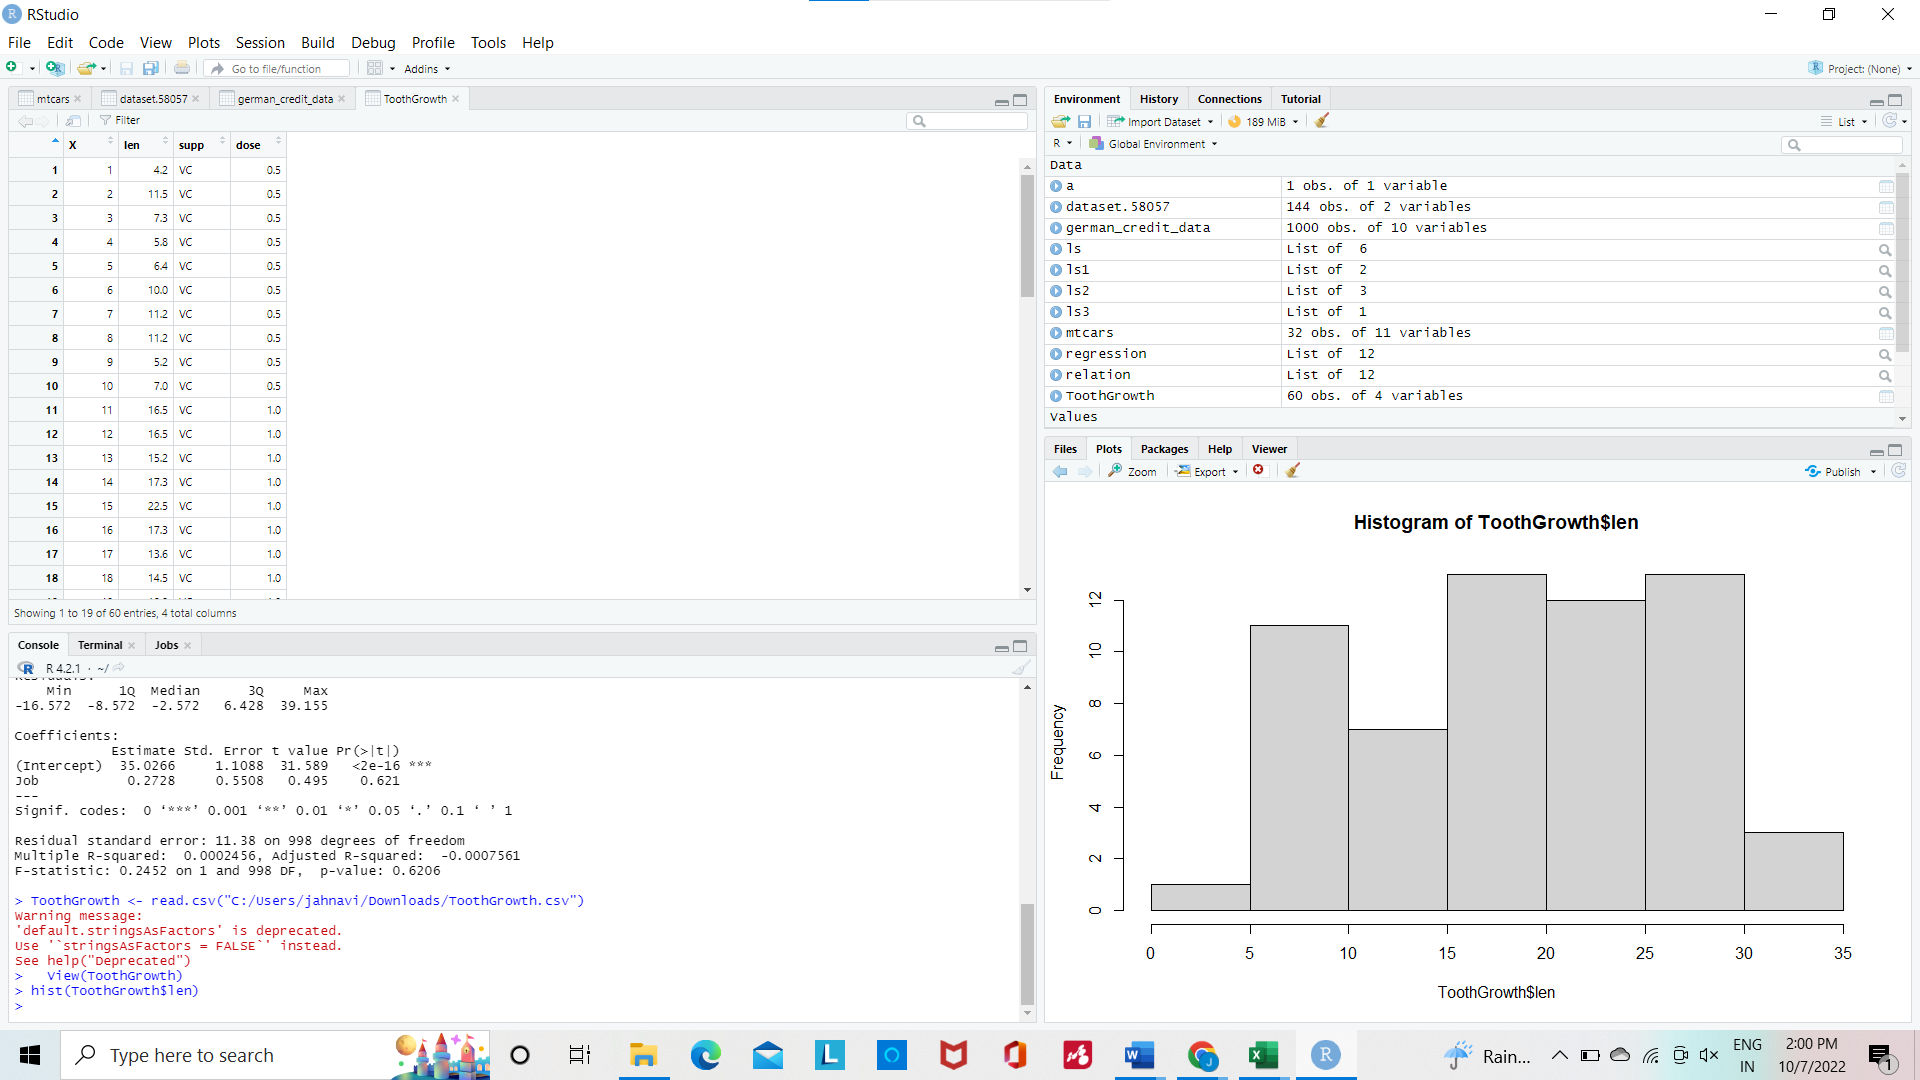 RStudio
File Edit Code View Plots Session Build Debug Profile Tools Help
Go to file/function Addins Project: (None)
mtcars dataset.58057 german_credit_data ToothGrowth
Filter
X len supp dose
1 1 4.2 VC 0.5
2 2 11.5 VC 0.5
3 3 7.3 VC 0.5
4 4 5.8 VC 0.5
5 5 6.4 VC 0.5
6 6 10.0 VC 0.5
7 7 11.2 VC 0.5
8 8 11.2 VC 0.5
9 9 5.2 VC 0.5
10 10 7.0 VC 0.5
11 11 16.5 VC 1.0
12 12 16.5 VC 1.0
13 13 15.2 VC 1.0
14 14 17.3 VC 1.0
15 15 22.5 VC 1.0
16 16 17.3 VC 1.0
17 17 13.6 VC 1.0
18 18 14.5 VC 1.0
Showing 1 to 19 of 60 entries, 4 total columns
Console Terminal Jobs
R 4.2.1 · ~/
Residuals:
Min 1Q Median 3Q Max
-16.572 -8.572 -2.572 6.428 39.155
Coefficients:
Estimate Std. Error t value Pr(>|t|)
(Intercept) 35.0266 1.1088 31.589 <2e-16 ***
Job 0.2728 0.5508 0.495 0.621
---
Signif. codes: 0 ‘***’ 0.001 ‘**’ 0.01 ‘*’ 0.05 ‘.’ 0.1 ‘ ’ 1
Residual standard error: 11.38 on 998 degrees of freedom
Multiple R-squared: 0.0002456, Adjusted R-squared: -0.0007561
F-statistic: 0.2452 on 1 and 998 DF, p-value: 0.6206
> ToothGrowth <- read.csv("C:/Users/jahnavi/Downloads/ToothGrowth.csv")
Warning message:
'default.stringsAsFactors' is deprecated.
Use '`stringsAsFactors = FALSE`' instead.
See help("Deprecated")
> View(ToothGrowth)
> hist(ToothGrowth$len)
>
Environment History Connections Tutorial
Import Dataset 189 MiB List
R Global Environment
Data
a 1 obs. of 1 variable
dataset.58057 144 obs. of 2 variables
german_credit_data 1000 obs. of 10 variables
ls List of 6
ls1 List of 2
ls2 List of 3
ls3 List of 1
mtcars 32 obs. of 11 variables
regression List of 12
relation List of 12
ToothGrowth 60 obs. of 4 variables
Values
Files Plots Packages Help Viewer
Zoom Export Publish
Histogram of ToothGrowth$len
Frequency
12
10
8
6
4
2
0
0 5 10 15 20 25 30 35
ToothGrowth$len
Type here to search
Rain...
ENG
IN
2:00 PM
10/7/2022
1